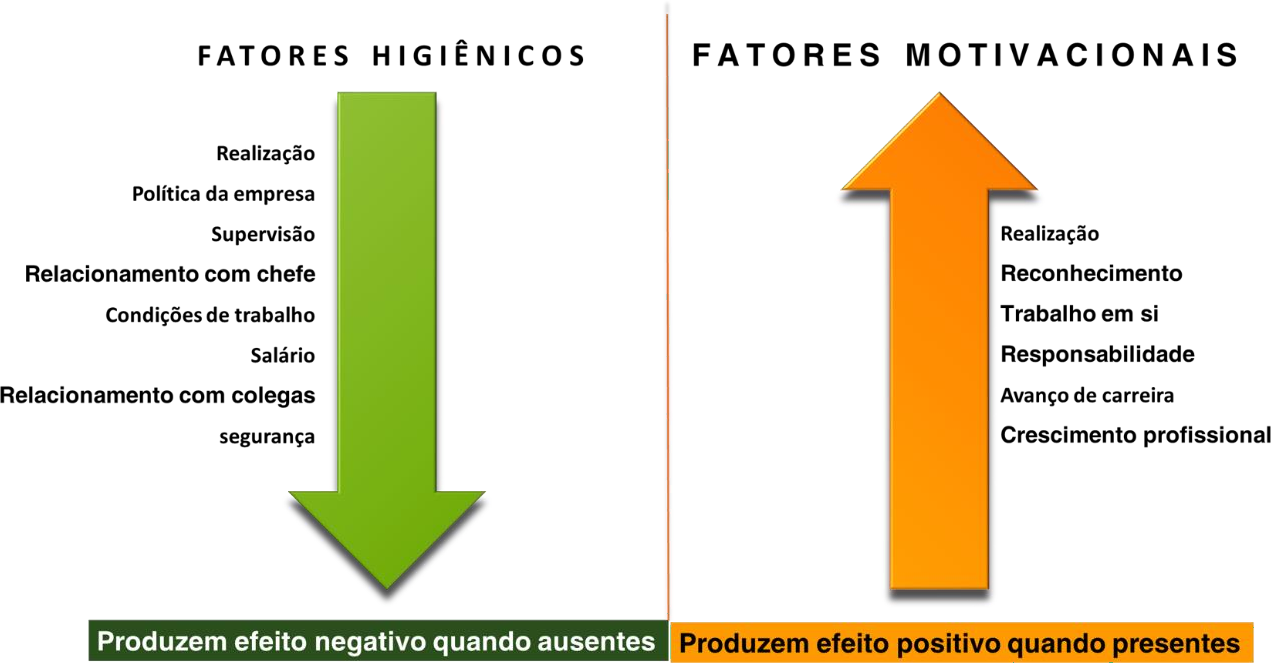 FATORES HIGIÊNICOS
Realização
Política da empresa
Supervisão
Relacionamento com chefe
Condições de trabalho
Salário
Relacionamento com colegas
segurança
Produzem efeito negativo quando ausentes
FATORES MOTIVACIONAIS
Realização
Reconhecimento
Trabalho em si
Responsabilidade
Avanço de carreira
Crescimento profissional
Produzem efeito positivo quando presentes